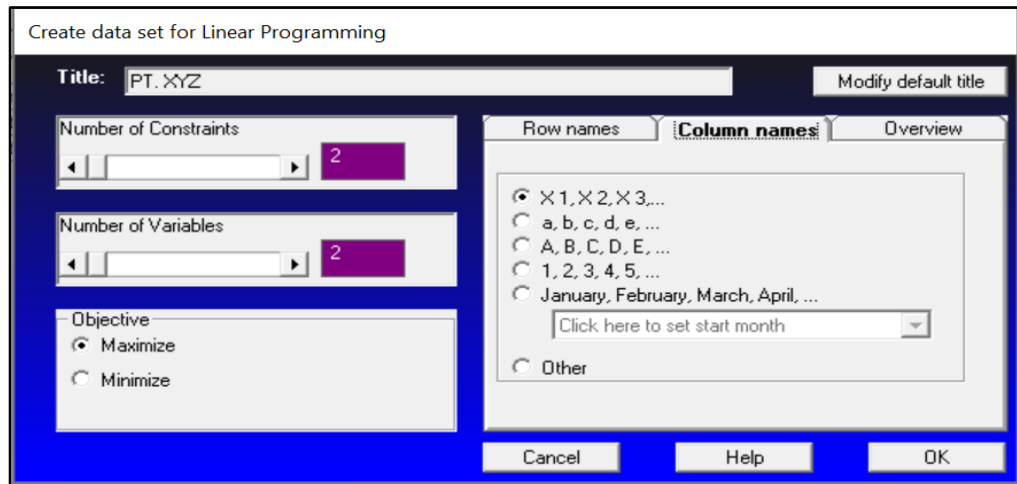 Create data set for Linear Programming
Title: PT. XYZ
Modify default title
Number of Constraints
2
Number of Variables
2
Objective
Maximize
Minimize
Row names
Column names
Overview
X 1, X 2, X 3,...
a, b, c, d, e, ...
A, B, C, D, E, ...
1, 2, 3, 4, 5, ...
January, February, March, April, ...
Click here to set start month
Other
Cancel
Help
OK